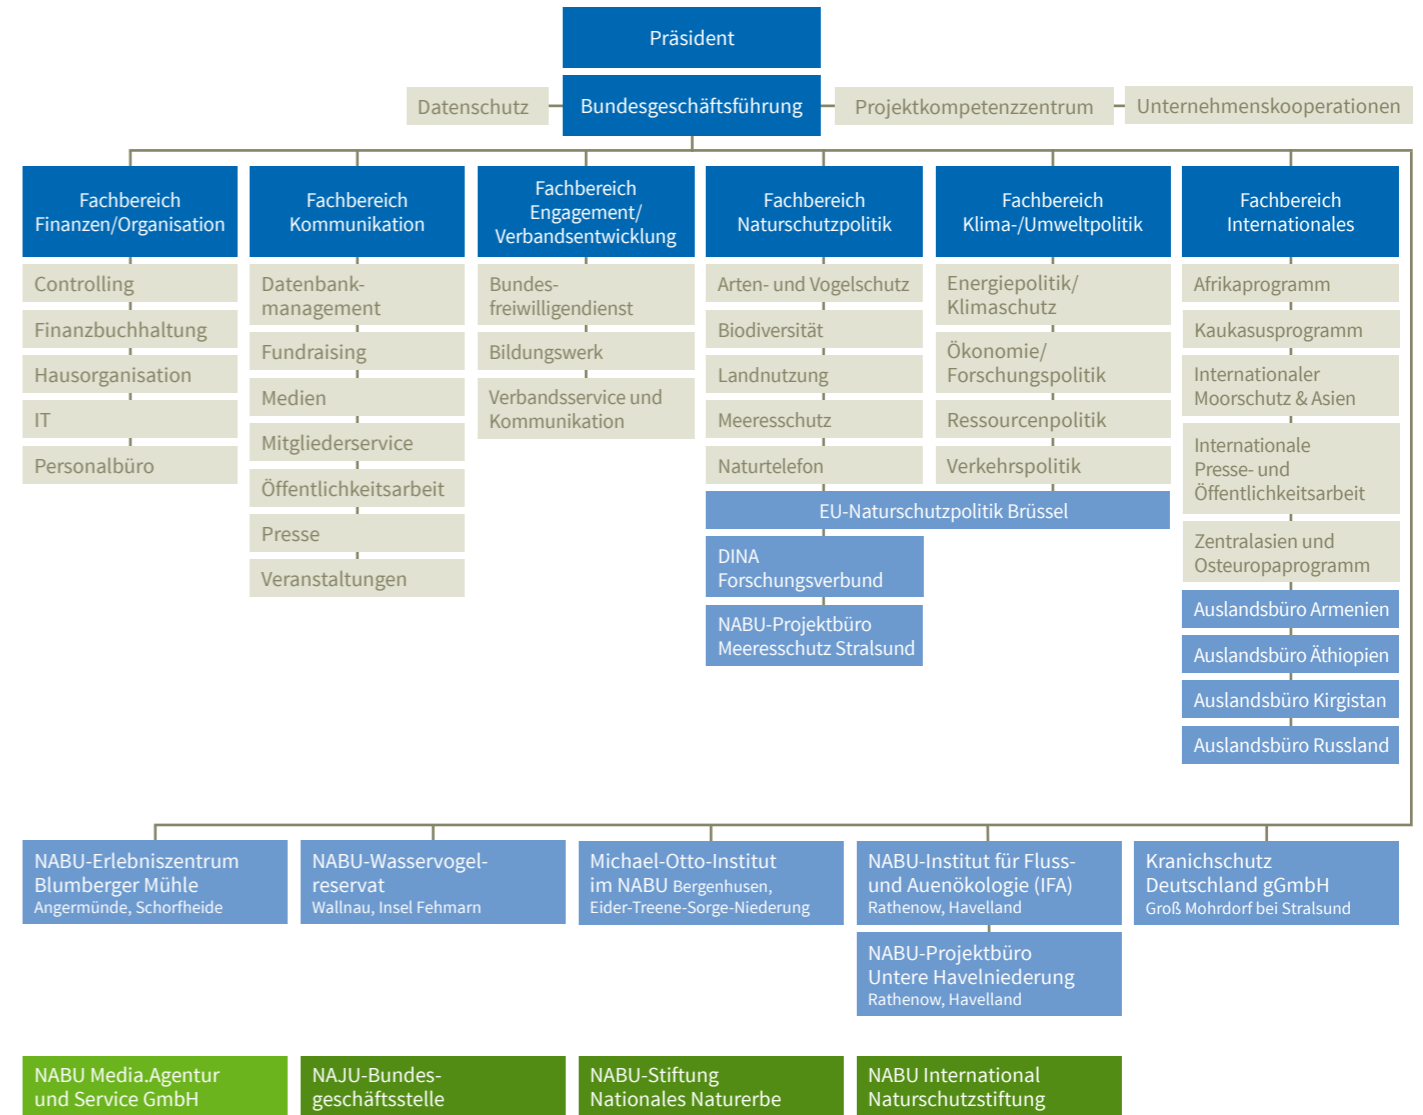 Präsident
Datenschutz
Bundesgeschäftsführung
Projektkompetenzzentrum
Unternehmenskooperationen
Fachbereich
Finanzen/Organisation
Controlling
Finanzbuchhaltung
Hausorganisation
IT
Personalbüro
Fachbereich
Kommunikation
Datenbank-
management
Fundraising
Medien
Mitgliederservice
Öffentlichkeitsarbeit
Presse
Veranstaltungen
Fachbereich
Engagement/
Verbandsentwicklung
Bundes-
freiwilligendienst
Bildungswerk
Verbandsservice und
Kommunikation
Fachbereich
Naturschutzpolitik
Arten- und Vogelschutz
Biodiversität
Landnutzung
Meeresschutz
Naturtelefon
Fachbereich
Klima-/Umweltpolitik
Energiepolitik/
Klimaschutz
Ökonomie/
Forschungspolitik
Ressourcenpolitik
Verkehrspolitik
EU-Naturschutzpolitik Brüssel
DINA
Forschungsverbund
NABU-Projektbüro
Meeresschutz Stralsund
Fachbereich
Internationales
Afrikaprogramm
Kaukasusprogramm
Internationaler
Moorschutz & Asien
Internationale
Presse- und
Öffentlichkeitsarbeit
Zentralasien und
Osteuropaprogramm
Auslandsbüro Armenien
Auslandsbüro Äthiopien
Auslandsbüro Kirgistan
Auslandsbüro Russland
NABU-Erlebniszentrum
Blumberger Mühle
Angermünde, Schorfheide
NABU-Wasservogel-
reservat
Wallnau, Insel Fehmarn
Michael-Otto-Institut
im NABU Bergenhusen,
Eider-Treene-Sorge-Niederung
NABU-Institut für Fluss-
und Auenökologie (IFA)
Rathenow, Havelland
NABU-Projektbüro
Untere Havelniederung
Rathenow, Havelland
Kranichschutz
Deutschland gGmbH
Groß Mohrdorf bei Stralsund
NABU Media.Agentur
und Service GmbH
NAJU-Bundes-
geschäftsstelle
NABU-Stiftung
Nationales Naturerbe
NABU International
Naturschutzstiftung